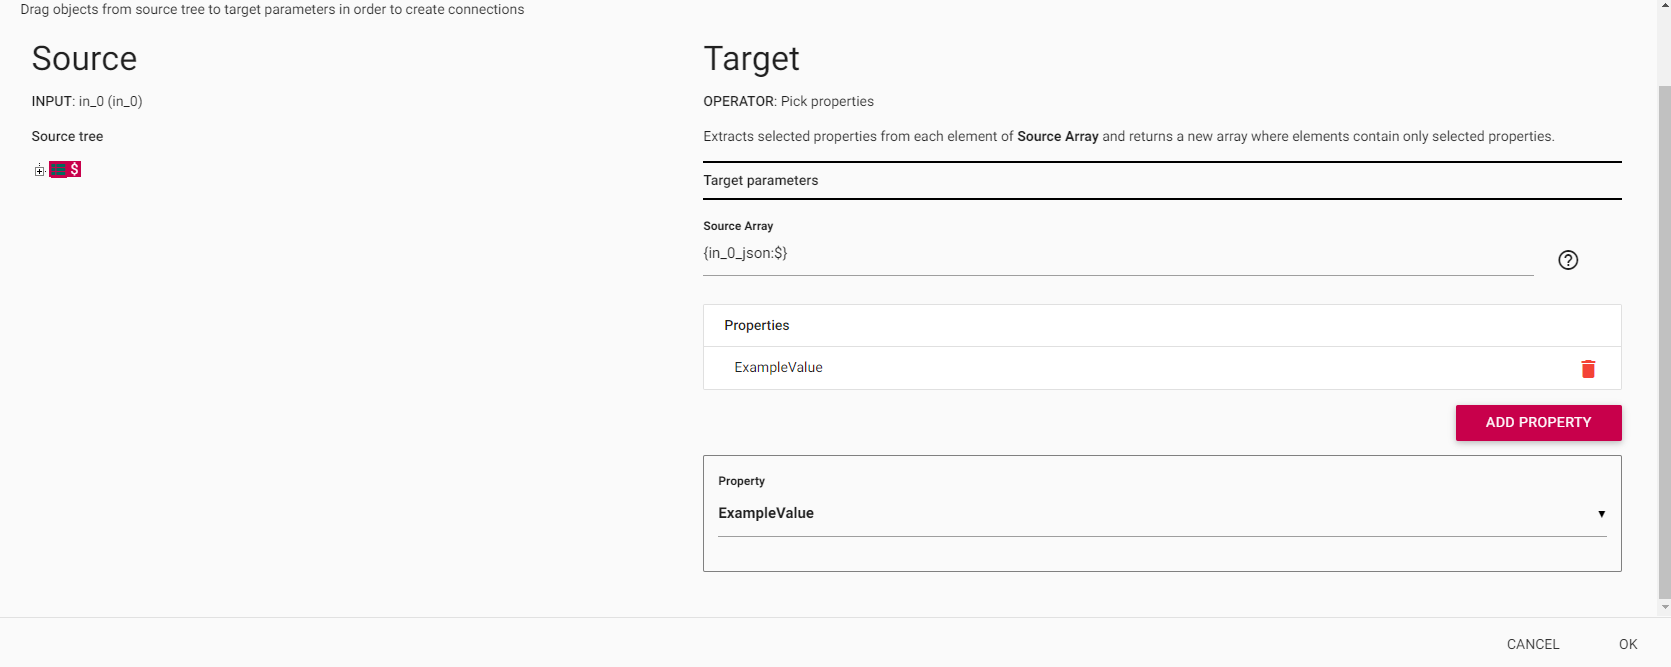 Drag objects from source tree to target parameters in order to create connections
Source
INPUT: in_0 (in_0)
Source tree
$
Target
OPERATOR: Pick properties
Extracts selected properties from each element of Source Array and returns a new array where elements contain only selected properties.
Target parameters
Source Array
{in_0_json:$}
Properties
ExampleValue
ADD PROPERTY
Property
ExampleValue
CANCEL
OK